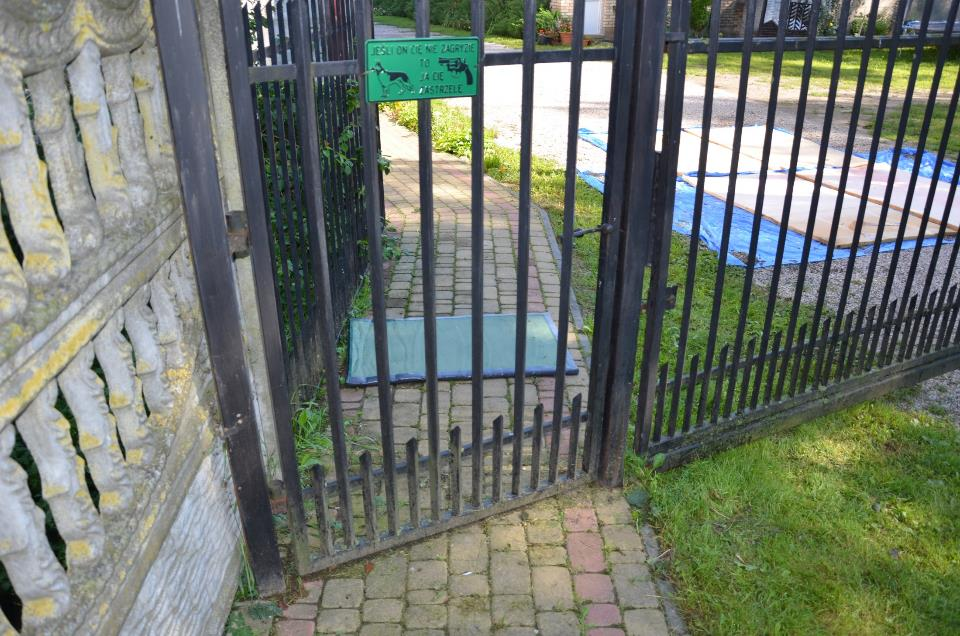 JEŚLI ON CIĘ NIE ZAGRYZIE
TO
JA CIĘ
ZASTRZELĘ